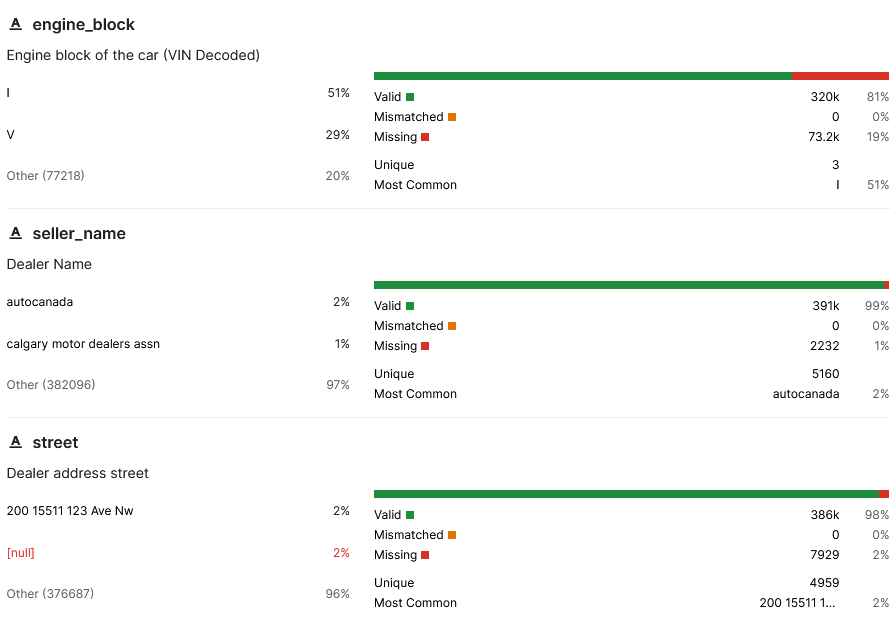 A engine_block
Engine block of the car (VIN Decoded)
I 51%
V 29%
Other (77218) 20%
Valid 320k 81%
Mismatched 0 0%
Missing 73.2k 19%
Unique 3
Most Common I 51%
A seller_name
Dealer Name
autocanada 2%
calgary motor dealers assn 1%
Other (382096) 97%
Valid 391k 99%
Mismatched 0 0%
Missing 2232 1%
Unique 5160
Most Common autocanada 2%
A street
Dealer address street
200 15511 123 Ave Nw 2%
[null] 2%
Other (376687) 96%
Valid 386k 98%
Mismatched 0 0%
Missing 7929 2%
Unique 4959
Most Common 200 15511 1... 2%